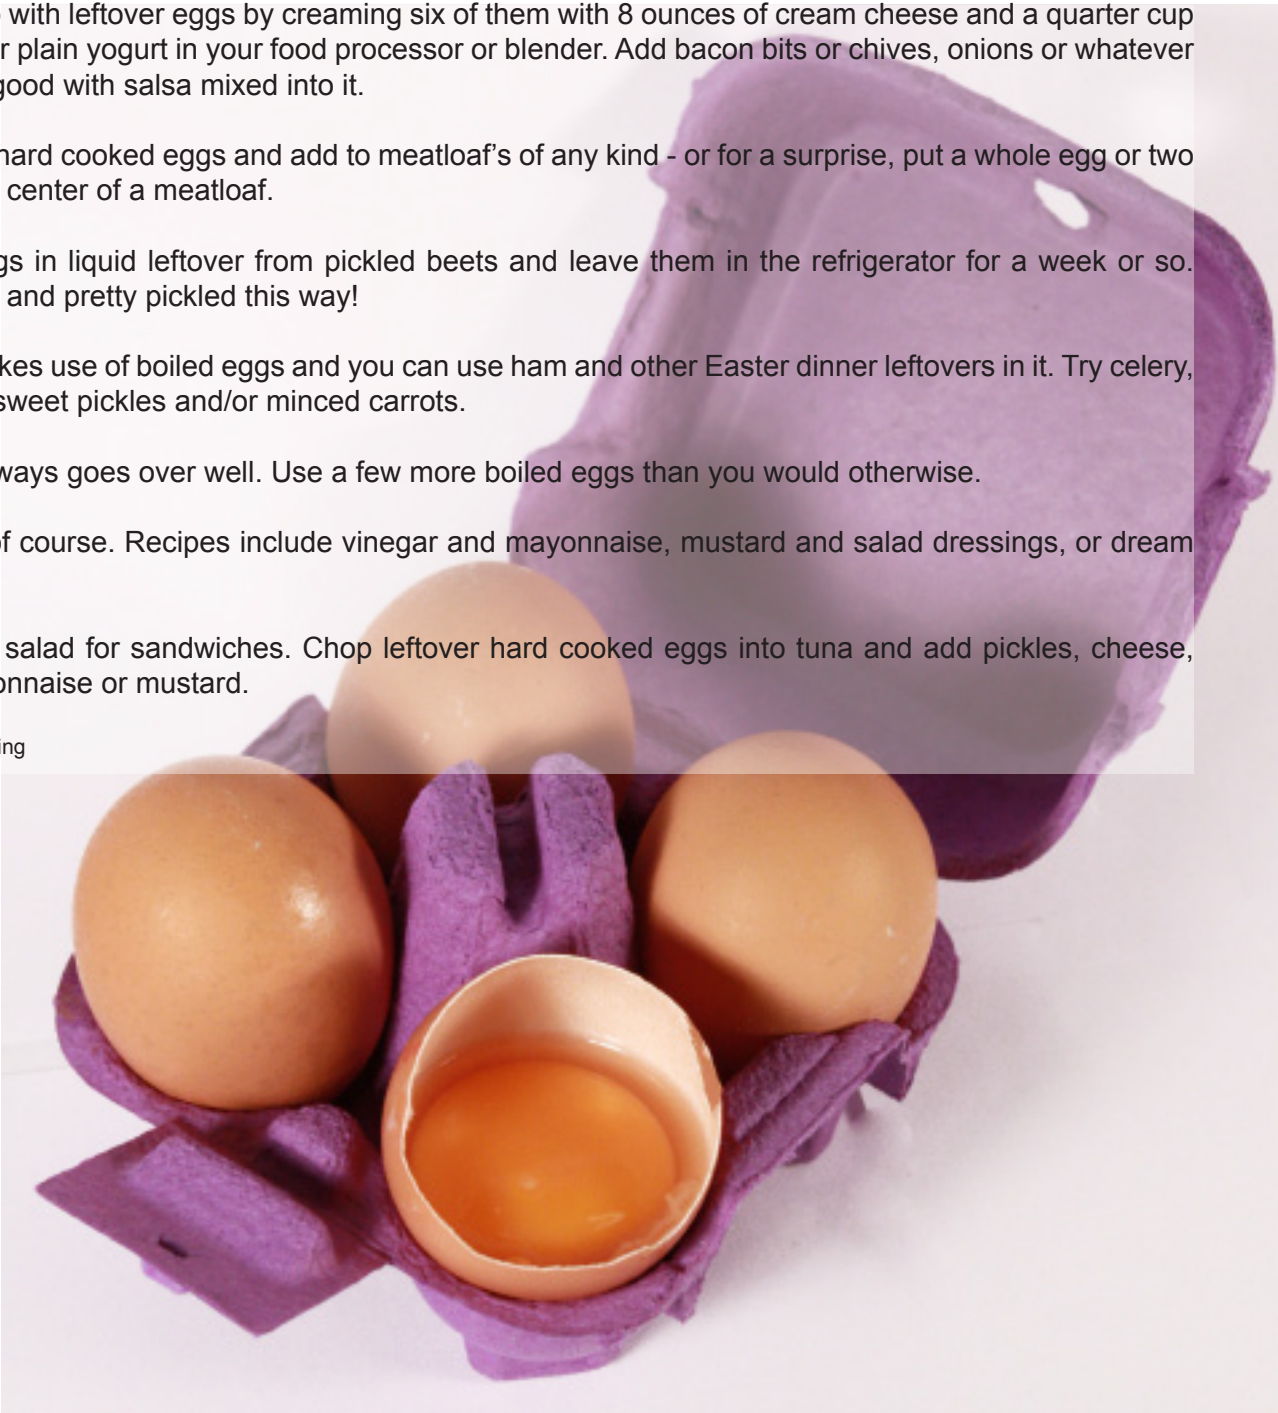 with leftover eggs by creaming six of them with 8 ounces of cream cheese and a quarter cup
plain yogurt in your food processor or blender. Add bacon bits or chives, onions or whatever
good with salsa mixed into it.
hard cooked eggs and add to meatloaf's of any kind - or for a surprise, put a whole egg or two
center of a meatloaf.
in liquid leftover from pickled beets and leave them in the refrigerator for a week or so.
and pretty pickled this way!
use of boiled eggs and you can use ham and other Easter dinner leftovers in it. Try celery,
sweet pickles and/or minced carrots.
goes over well. Use a few more boiled eggs than you would otherwise.
of course. Recipes include vinegar and mayonnaise, mustard and salad dressings, or dream
salad for sandwiches. Chop leftover hard cooked eggs into tuna and add pickles, cheese,
or mustard.